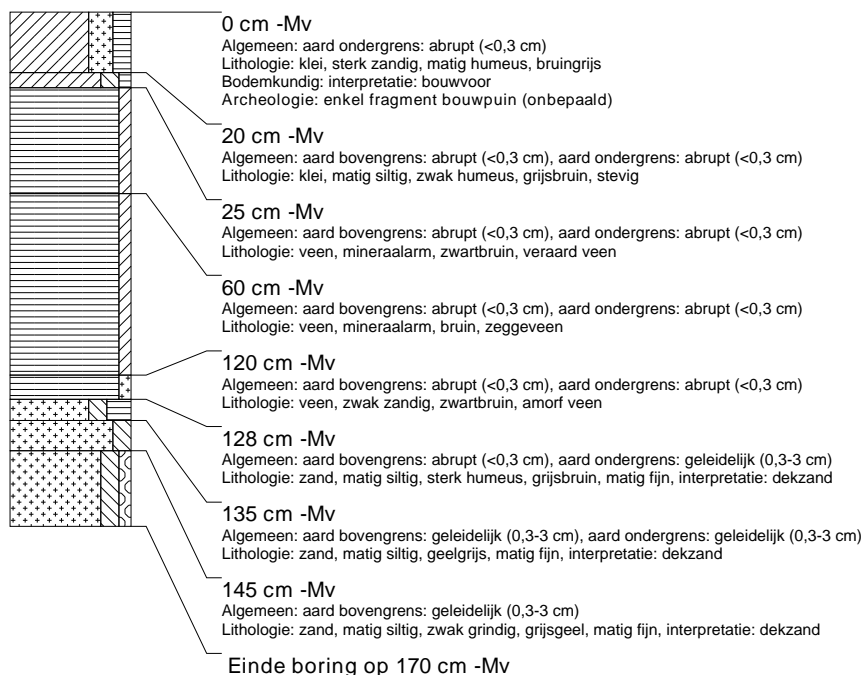 0 cm -Mv
Algemeen: aard ondergrens: abrupt (<0,3 cm)
Lithologie: klei, sterk zandig, matig humeus, bruingrijs
Bodemkundig: interpretatie: bouwvoor
Archeologie: enkel fragment bouwpuin (onbepaald)
20 cm -Mv
Algemeen: aard bovengrens: abrupt (<0,3 cm), aard ondergrens: abrupt (<0,3 cm)
Lithologie: klei, matig siltig, zwak humeus, grijsbruin, stevig
25 cm -Mv
Algemeen: aard bovengrens: abrupt (<0,3 cm), aard ondergrens: abrupt (<0,3 cm)
Lithologie: veen, mineraalarm, zwartbruin, veraard veen
60 cm -Mv
Algemeen: aard bovengrens: abrupt (<0,3 cm), aard ondergrens: abrupt (<0,3 cm)
Lithologie: veen, mineraalarm, bruin, zeggeveen
120 cm -Mv
Algemeen: aard bovengrens: abrupt (<0,3 cm), aard ondergrens: abrupt (<0,3 cm)
Lithologie: veen, zwak zandig, zwartbruin, amorf veen
128 cm -Mv
Algemeen: aard bovengrens: abrupt (<0,3 cm), aard ondergrens: geleidelijk (0,3-3 cm)
Lithologie: zand, matig siltig, sterk humeus, grijsbruin, matig fijn, interpretatie: dekzand
135 cm -Mv
Algemeen: aard bovengrens: geleidelijk (0,3-3 cm), aard ondergrens: geleidelijk (0,3-3 cm)
Lithologie: zand, matig siltig, geelgrijs, matig fijn, interpretatie: dekzand
145 cm -Mv
Algemeen: aard bovengrens: geleidelijk (0,3-3 cm)
Lithologie: zand, matig siltig, zwak grindig, grijsgeel, matig fijn, interpretatie: dekzand
Einde boring op 170 cm -Mv